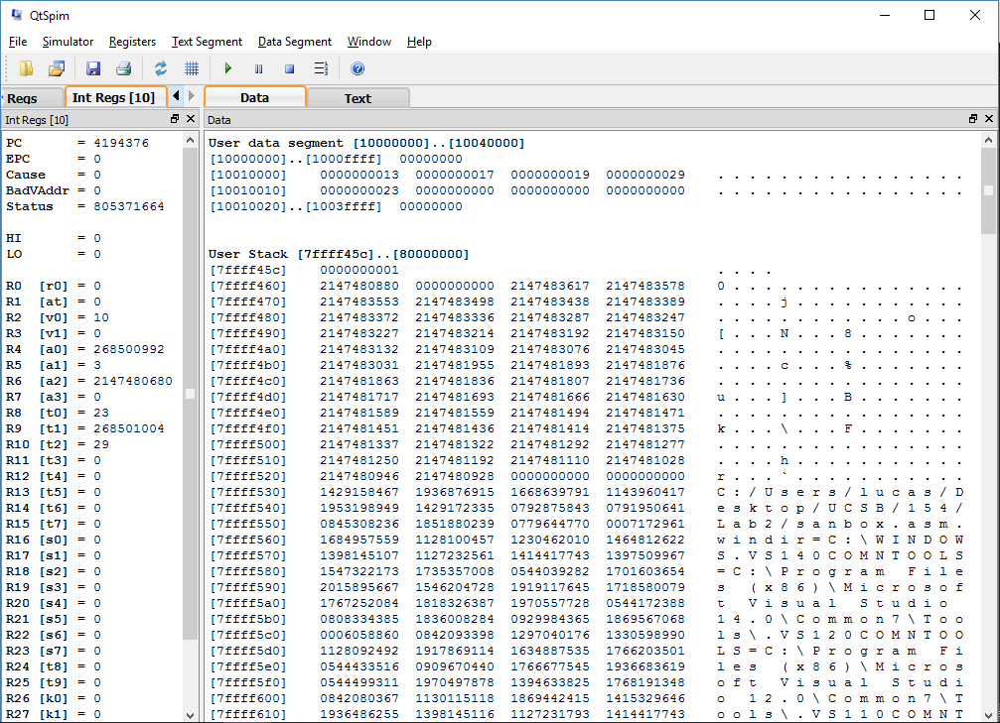 QtSpim
File Simulator Registers Text Segment Data Segment Window Help
Regs Int Regs [10] Data Text
Int Regs [10]
PC = 4194376
EPC = 0
Cause = 0
BadVAddr = 0
Status = 805371664
HI = 0
LO = 0
R0 [r0] = 0
R1 [at] = 0
R2 [v0] = 10
R3 [v1] = 0
R4 [a0] = 268500992
R5 [a1] = 3
R6 [a2] = 2147480680
R7 [a3] = 0
R8 [t0] = 23
R9 [t1] = 268501004
R10 [t2] = 29
R11 [t3] = 0
R12 [t4] = 0
R13 [t5] = 0
R14 [t6] = 0
R15 [t7] = 0
R16 [s0] = 0
R17 [s1] = 0
R18 [s2] = 0
R19 [s3] = 0
R20 [s4] = 0
R21 [s5] = 0
R22 [s6] = 0
R23 [s7] = 0
R24 [t8] = 0
R25 [t9] = 0
R26 [k0] = 0
R27 [k1] = 0
Data
User data segment [10000000]..[10040000]
[10000000]..[1000ffff] 00000000
[10010000] 0000000013 0000000017 0000000019 0000000029 . . . . . . . . . . . . . . . .
[10010010] 0000000023 0000000000 0000000000 0000000000 . . . . . . . . . . . . . . . .
[10010020]..[1003ffff] 00000000
User Stack [7ffff45c]..[80000000]
[7ffff45c] 0000000001 . . . .
[7ffff460] 2147480880 0000000000 2147483617 2147483578 0 . . . . . . . . . . . . . . .
[7ffff470] 2147483553 2147483498 2147483438 2147483389 . . . . j . . . . . . . . . . .
[7ffff480] 2147483372 2147483336 2147483287 2147483247 . . . . . . . . . . . . o . . .
[7ffff490] 2147483227 2147483214 2147483192 2147483150 [ . . . N . . . 8 . . . . . . .
[7ffff4a0] 2147483132 2147483109 2147483076 2147483045 . . . . . . . . . . . . . . . .
[7ffff4b0] 2147483031 2147481955 2147481893 2147481876 . . . . c . . . % . . . . . . .
[7ffff4c0] 2147481863 2147481836 2147481807 2147481736 . . . . . . . . . . . . . . . .
[7ffff4d0] 2147481717 2147481693 2147481666 2147481630 u . . . ] . . . B . . . . . . .
[7ffff4e0] 2147481589 2147481559 2147481494 2147481471 . . . . . . . . . . . . . . . .
[7ffff4f0] 2147481451 2147481436 2147481414 2147481375 k . . . \ . . . F . . . . . . .
[7ffff500] 2147481337 2147481322 2147481292 2147481277 . . . . . . . . . . . . . . . .
[7ffff510] 2147481250 2147481192 2147481110 2147481028 . . . . h . . . . . . . . . . .
[7ffff520] 2147480946 2147480928 0000000000 0000000000 r . . . ` . . . . . . . . . . .
[7ffff530] 1429158467 1936876915 1668639791 1143960417 C : / U s e r s / l u c a s / D
[7ffff540] 1953198949 1429172335 0792875843 0791950641 e s k t o p / U C S B / 1 5 4 /
[7ffff550] 0845308236 1851880239 0779644770 0007172961 L a b 2 / s a n b o x . a s m .
[7ffff560] 1684957559 1128100457 1230462010 1464812622 w i n d i r = C : \ W I N D O W
[7ffff570] 1398145107 1127232561 1414417743 1397509967 S . V S 1 4 0 C O M N T O O L S
[7ffff580] 1547322173 1735357008 0544039282 1701603654 = C : \ P r o g r a m F i l e
[7ffff590] 2015895667 1546204728 1919117645 1718580079 s ( x 8 6 ) \ M i c r o s o f
[7ffff5a0] 1767252084 1818326387 1970557728 0544172388 t V i s u a l S t u d i o
[7ffff5b0] 0808334385 1836008284 0929984365 1869567068 1 4 . 0 \ C o m m o n 7 \ T o o
[7ffff5c0] 0006058860 0842093398 1297040176 1330598990 l s \ . V S 1 2 0 C O M N T O O
[7ffff5d0] 1128092492 1917869114 1634887535 1766203501 L S = C : \ P r o g r a m F i
[7ffff5e0] 0544433516 0909670440 1766677545 1936683619 l e s ( x 8 6 ) \ M i c r o s
[7ffff5f0] 0544499311 1970497878 1394633825 1768191348 o f t V i s u a l S t u d i
[7ffff600] 0842080367 1130115118 1869442415 1415329646 o 1 2 . 0 \ C o m m o n 7 \ T
[7ffff610] 1936486255 1398145116 1127231793 1414417743 o o l s \ . V S 1 1 0 C O M N T